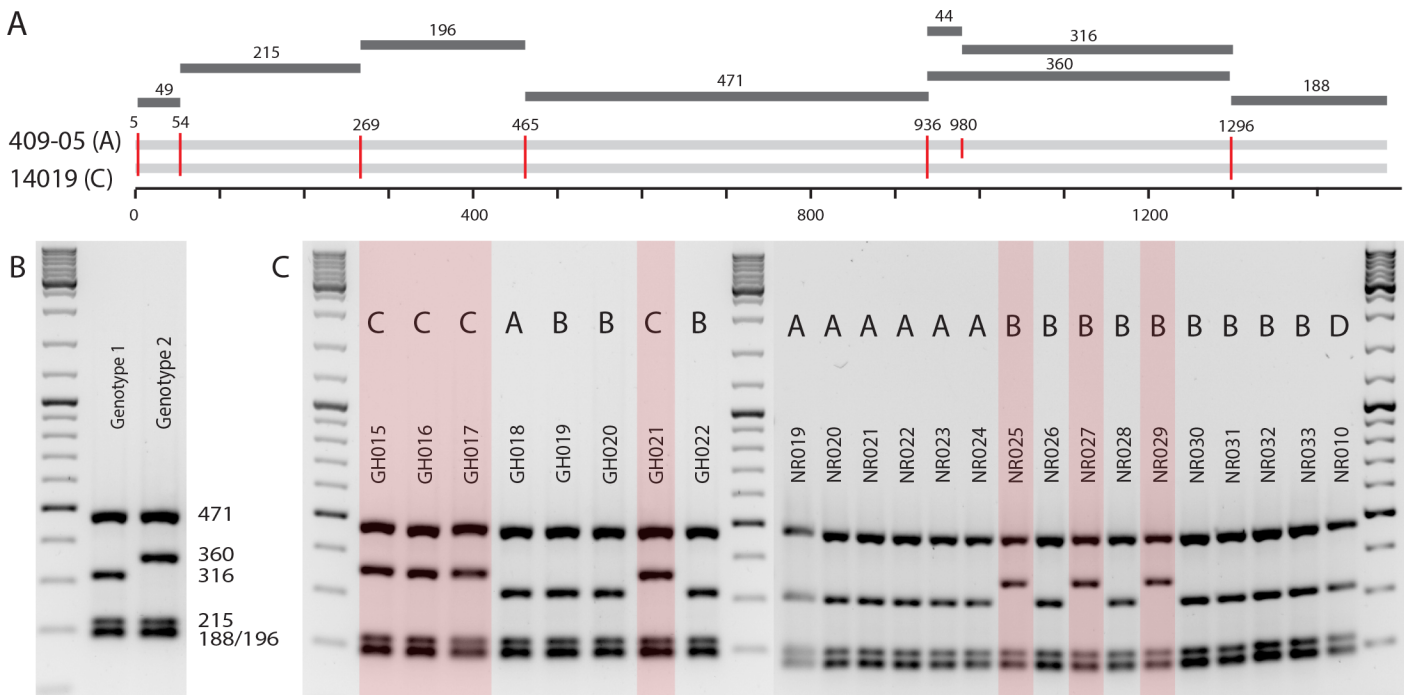 A
44
196
316
215
360
471
188
49
5 54 269 465 936 980 1296
409-05 (A)
14019 (C)
0 400 800 1200
B
C
C C C A B B C B A A A A A A B B B B B B B B B D
Genotype 1
Genotype 2
GH015
GH016
GH017
GH018
GH019
GH020
GH021
GH022
NR019
NR020
NR021
NR022
NR023
NR024
NR025
NR026
NR027
NR028
NR029
NR030
NR031
NR032
NR033
NR010
471
360
316
215
188/196